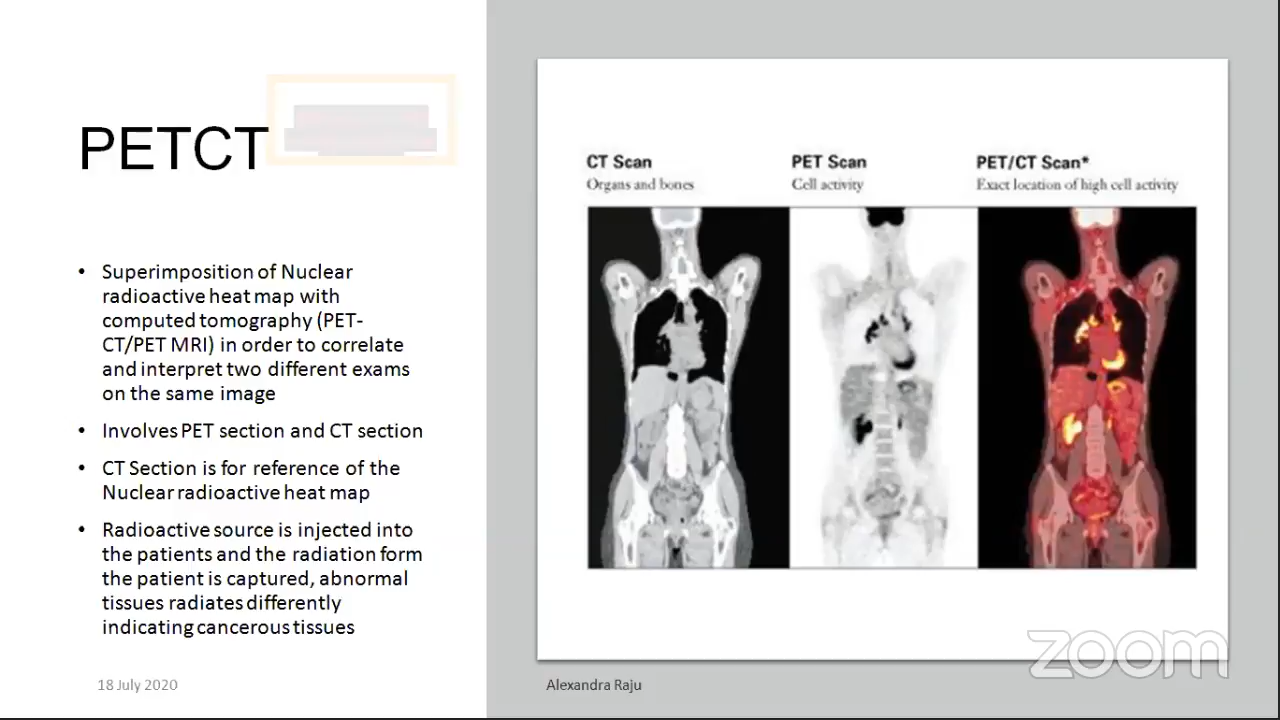 PETCT
• Superimposition of Nuclear
radioactive heat map with
computed tomography (PET-
CT/PET MRI) in order to correlate
and interpret two different exams
on the same image
• Involves PET section and CT section
• CT Section is for reference of the
Nuclear radioactive heat map
• Radioactive source is injected into
the patients and the radiation form
the patient is captured, abnormal
tissues radiates differently
indicating cancerous tissues
18 July 2020
CT Scan
Organs and bones
PET Scan
Cell activity
PET/CT Scan*
Exact location of high cell activity
Alexandra Raju
zoom